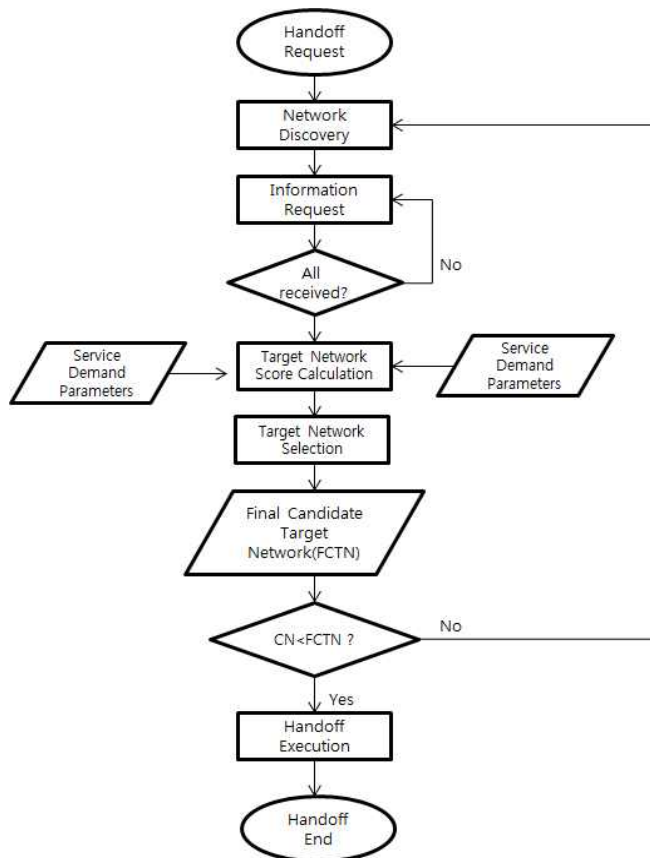 Handoff
Request
Network
Discovery
Information
Request
All
received?
No
Service
Demand
Parameters
Target Network
Score Calculation
Service
Demand
Parameters
Target Network
Selection
Final Candidate
Target
Network(FCTN)
CN<FCTN ?
No
Yes
Handoff
Execution
Handoff
End